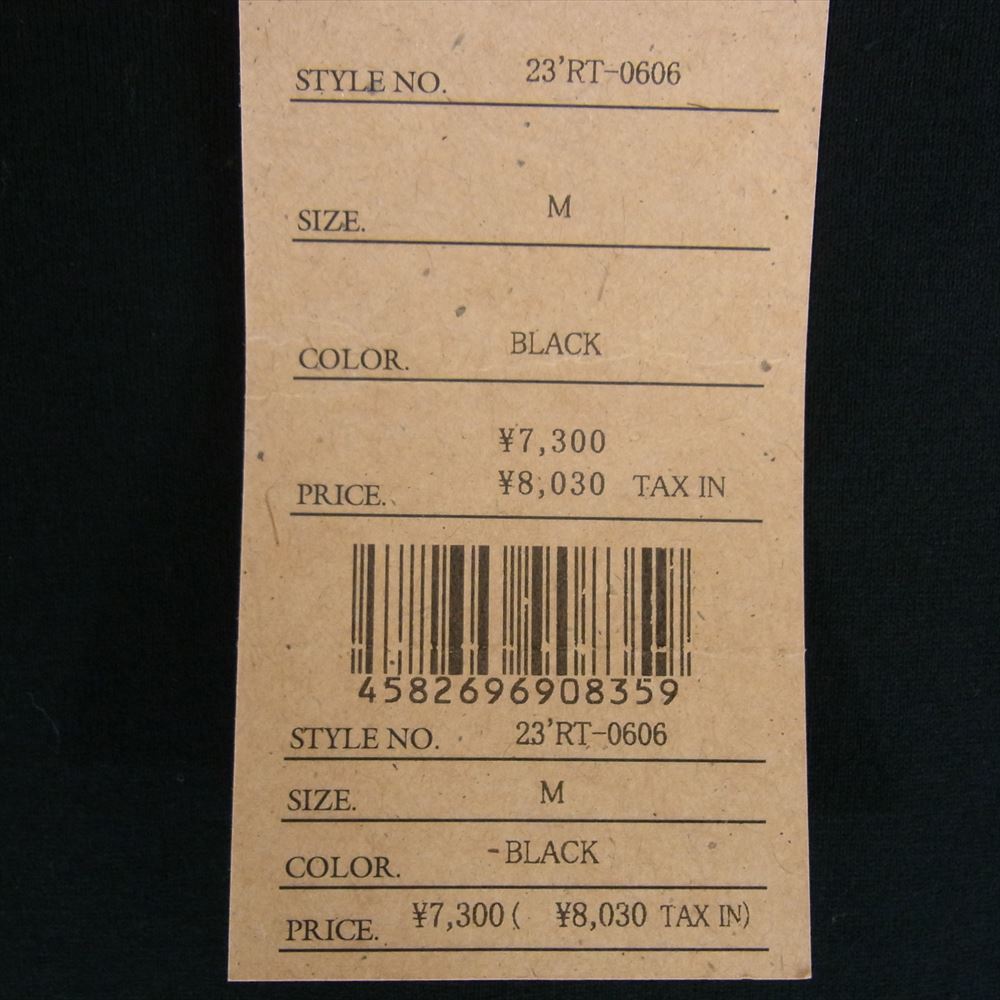 STYLE NO. 23'RT-0606
SIZE. M
COLOR. BLACK
¥7,300
PRICE. ¥8,030 TAX IN
4582696908359
STYLE NO. 23'RT-0606
SIZE. M
COLOR. BLACK
PRICE. ¥7,300 ( ¥8,030 TAX IN)